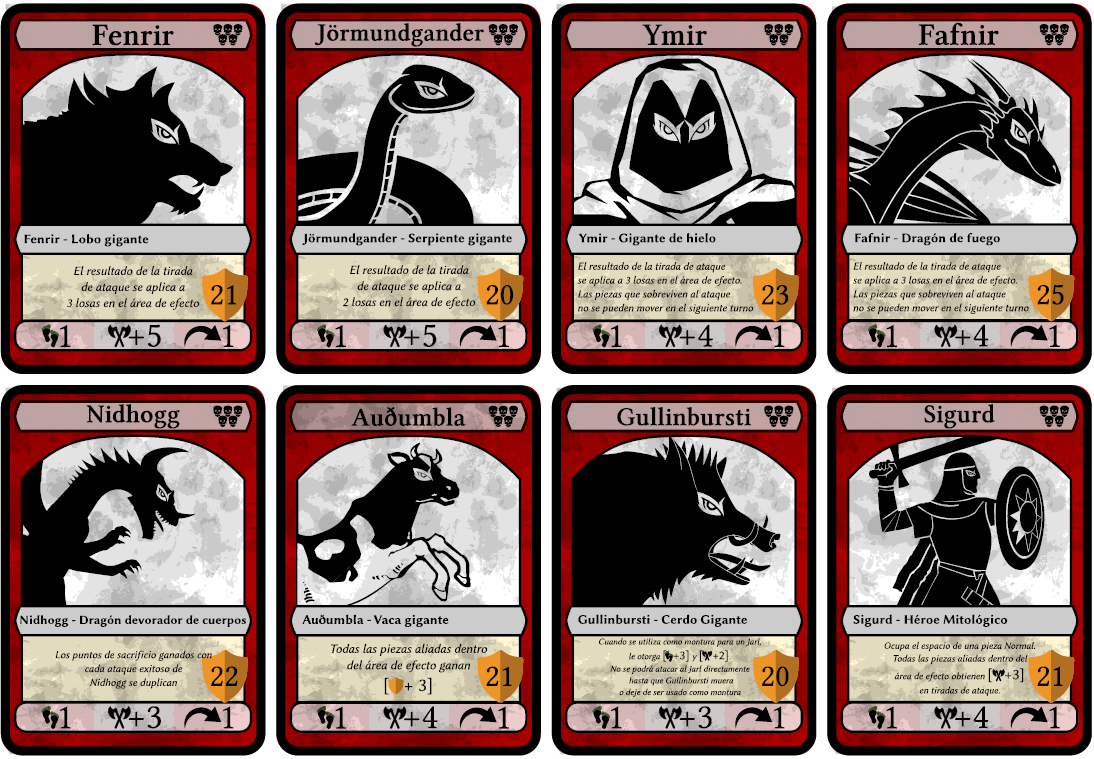 Fenrir
Fenrir - Lobo gigante
El resultado de la tirada
de ataque se aplica a
3 losas en el área de efecto
21
1 +5 1
Jörmundgander
Jörmundgander - Serpiente gigante
El resultado de la tirada
de ataque se aplica a
2 losas en el área de efecto
20
1 +5 1
Ymir
Ymir - Gigante de hielo
El resultado de la tirada de ataque
se aplica a 3 losas en el área de efecto.
Las piezas que sobreviven al ataque
no se pueden mover en el siguiente turno
23
1 +4 1
Fafnir
Fafnir - Dragón de fuego
El resultado de la tirada de ataque
se aplica a 3 losas en el área de efecto.
Las piezas que sobreviven al ataque
no se pueden mover en el siguiente turno
25
1 +4 1
Nidhogg
Nidhogg - Dragón devorador de cuerpos
Los puntos de sacrificio ganados con
cada ataque exitoso de
Nidhogg se duplican
22
1 +3 1
Auðumbla
Auðumbla - Vaca gigante
Todas las piezas aliadas dentro
del área de efecto ganan
[ + 3]
21
1 +4 1
Gullinbursti
Gullinbursti - Cerdo Gigante
Cuando se utiliza como montura para un Jarl,
le otorga [ +3] y [ +2]
No se podrá atacar al Jarl directamente
hasta que Gullinbursti muera
o deje de ser usado como montura
20
1 +3 1
Sigurd
Sigurd - Héroe Mitológico
Ocupa el espacio de una pieza Normal.
Todas las piezas aliadas dentro del
área de efecto obtienen [ +3]
en tiradas de ataque.
21
1 +4 1